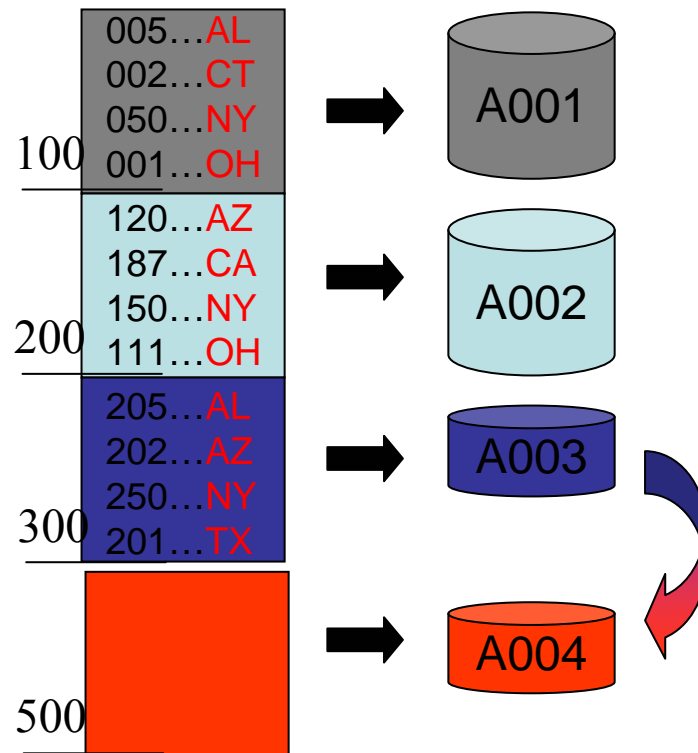 005...AL
002...CT
050...NY
001...OH
100
A001
120...AZ
187...CA
150...NY
111...OH
200
A002
205...AL
202...AZ
250...NY
201...TX
300
A003
500
A004